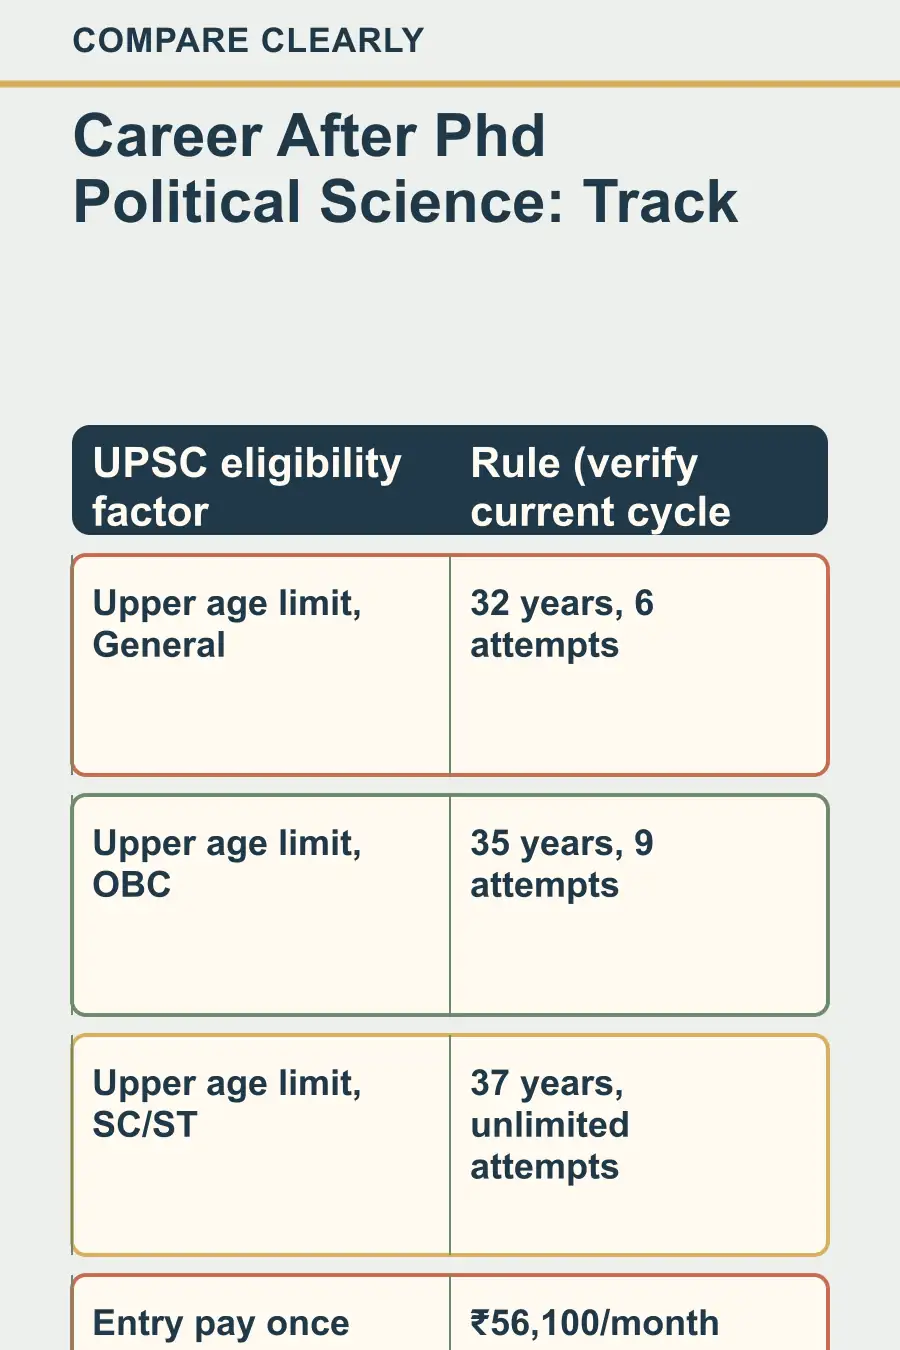 COMPARE CLEARLY
Career After Phd
Political Science: Track
UPSC eligibility
factor
Rule (verify
current cycle
Upper age limit,
General
32 years, 6
attempts
Upper age limit,
OBC
35 years, 9
attempts
Upper age limit,
SC/ST
37 years,
unlimited
attempts
Entry pay once
₹56,100/month